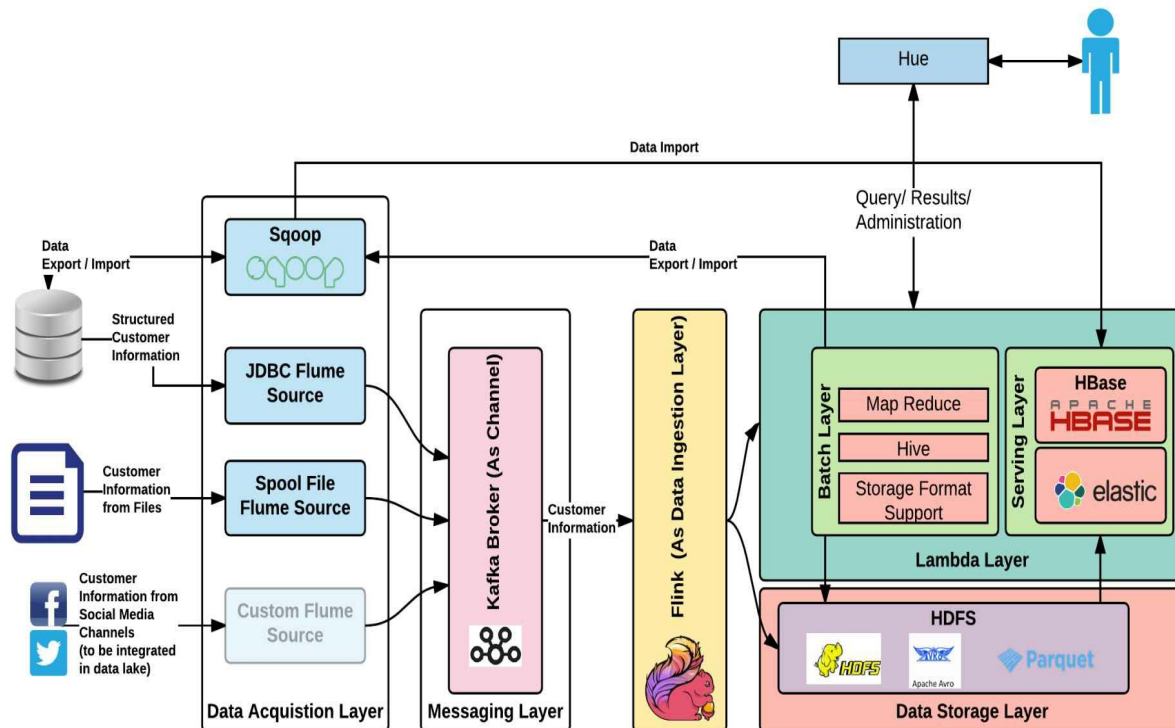 Hue
Data Import
Query/ Results/
Administration
Sqoop
sqoop
Data
Export / Import
Data
Export / Import
Structured
Customer
Information
JDBC Flume
Source
Customer
Information
from Files
Spool File
Flume Source
Customer
Information from
Social Media
Channels
(to be integrated
in data lake)
Custom Flume
Source
Data Acquistion Layer
Kafka Broker (As Channel)
Messaging Layer
Customer
Information
Flink (As Data Ingestion Layer)
Batch Layer
Map Reduce
Hive
Storage Format
Support
Serving Layer
HBase
APACHE
HBASE
elastic
Lambda Layer
HDFS
HDFS
AVRO
Apache Avro
Parquet
Data Storage Layer